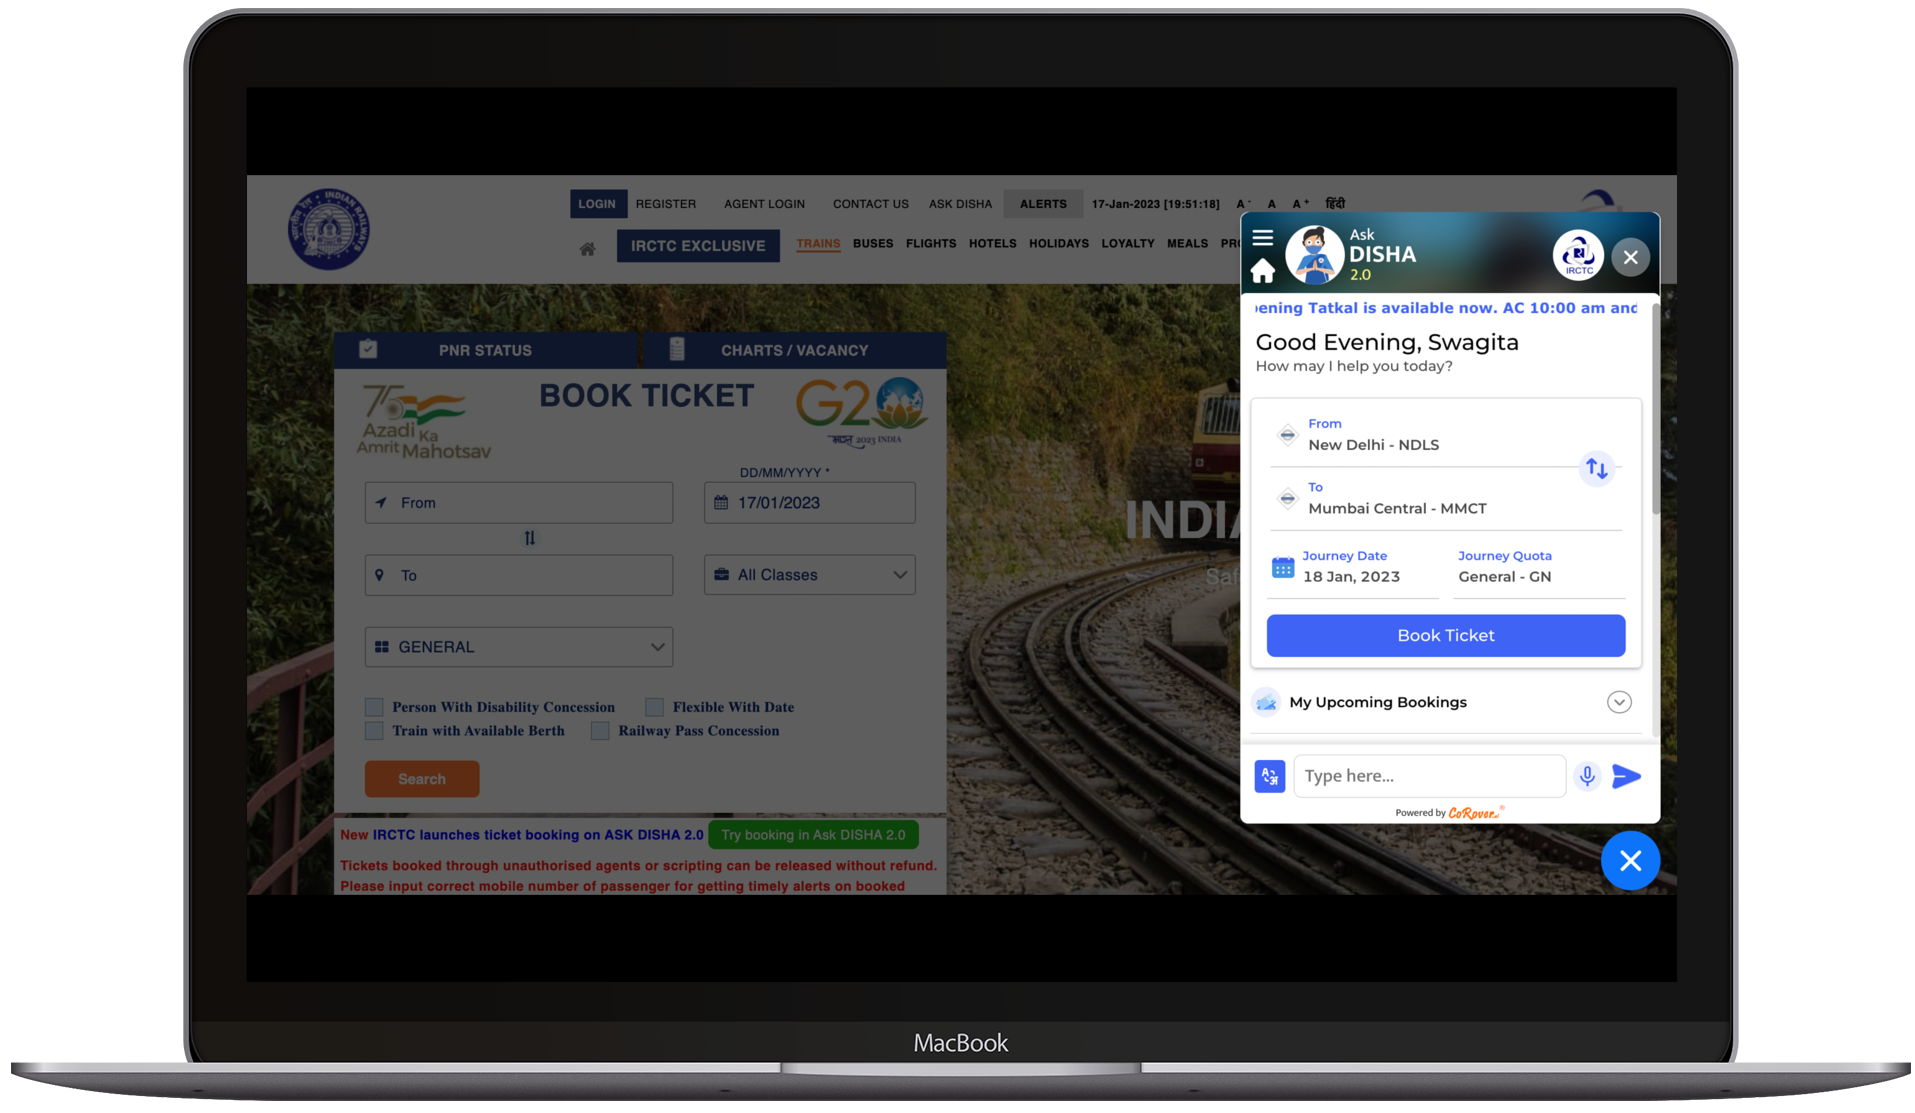 INDIAN RAILWAYS
LOGIN REGISTER AGENT LOGIN CONTACT US ASK DISHA ALERTS 17-Jan-2023 [19:51:18] A- A A+ हिंदी
IRCTC EXCLUSIVE TRAINS BUSES FLIGHTS HOTELS HOLIDAYS LOYALTY MEALS
PNR STATUS CHARTS / VACANCY
75
Azadi Ka
Amrit Mahotsav
BOOK TICKET
G20
भारत 2023 INDIA
DD/MM/YYYY *
From 17/01/2023
To All Classes
GENERAL
Person With Disability Concession Flexible With Date
Train with Available Berth Railway Pass Concession
Search
New IRCTC launches ticket booking on ASK DISHA 2.0 Try booking in Ask DISHA 2.0
Tickets booked through unauthorised agents or scripting can be released without refund.
Please input correct mobile number of passenger for getting timely alerts on booked
INDIA
Saf
Ask
DISHA
2.0
IRCTC
ening Tatkal is available now. AC 10:00 am and
Good Evening, Swagita
How may I help you today?
From
New Delhi - NDLS
To
Mumbai Central - MMCT
Journey Date Journey Quota
18 Jan, 2023 General - GN
Book Ticket
My Upcoming Bookings
Type here...
Powered by CoRover
MacBook